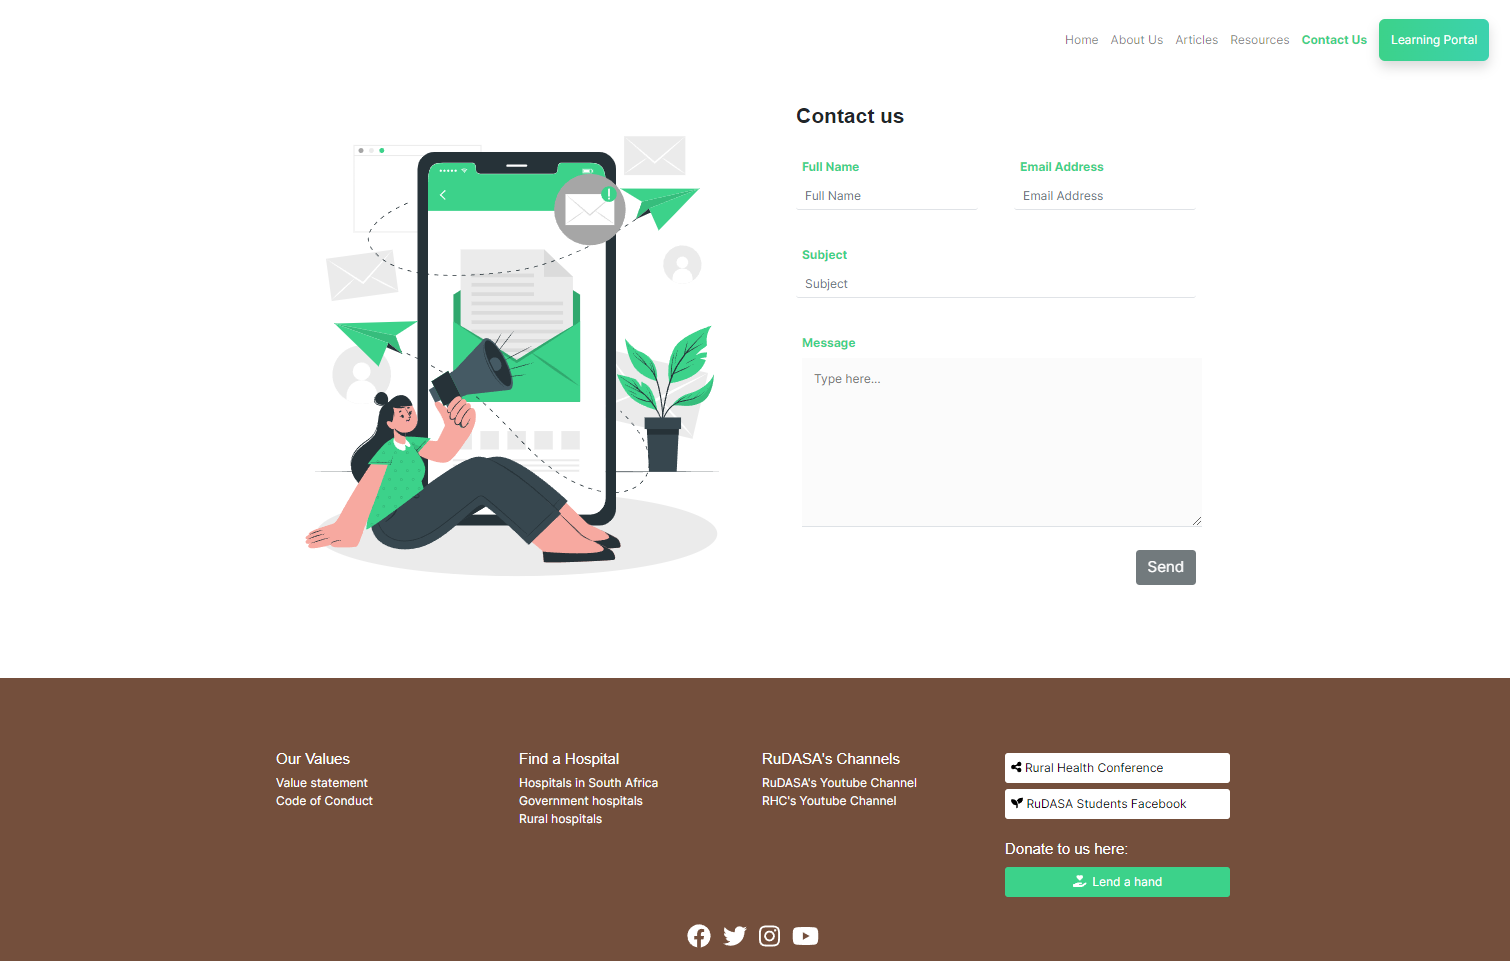 Home About Us Articles Resources Contact Us Learning Portal
Contact us
Full Name Email Address
Full Name Email Address
Subject
Subject
Message
Type here...
Send
Our Values
Value statement
Code of Conduct
Find a Hospital
Hospitals in South Africa
Government hospitals
Rural hospitals
RuDASA's Channels
RuDASA's Youtube Channel
RHC's Youtube Channel
Rural Health Conference
RuDASA Students Facebook
Donate to us here:
Lend a hand